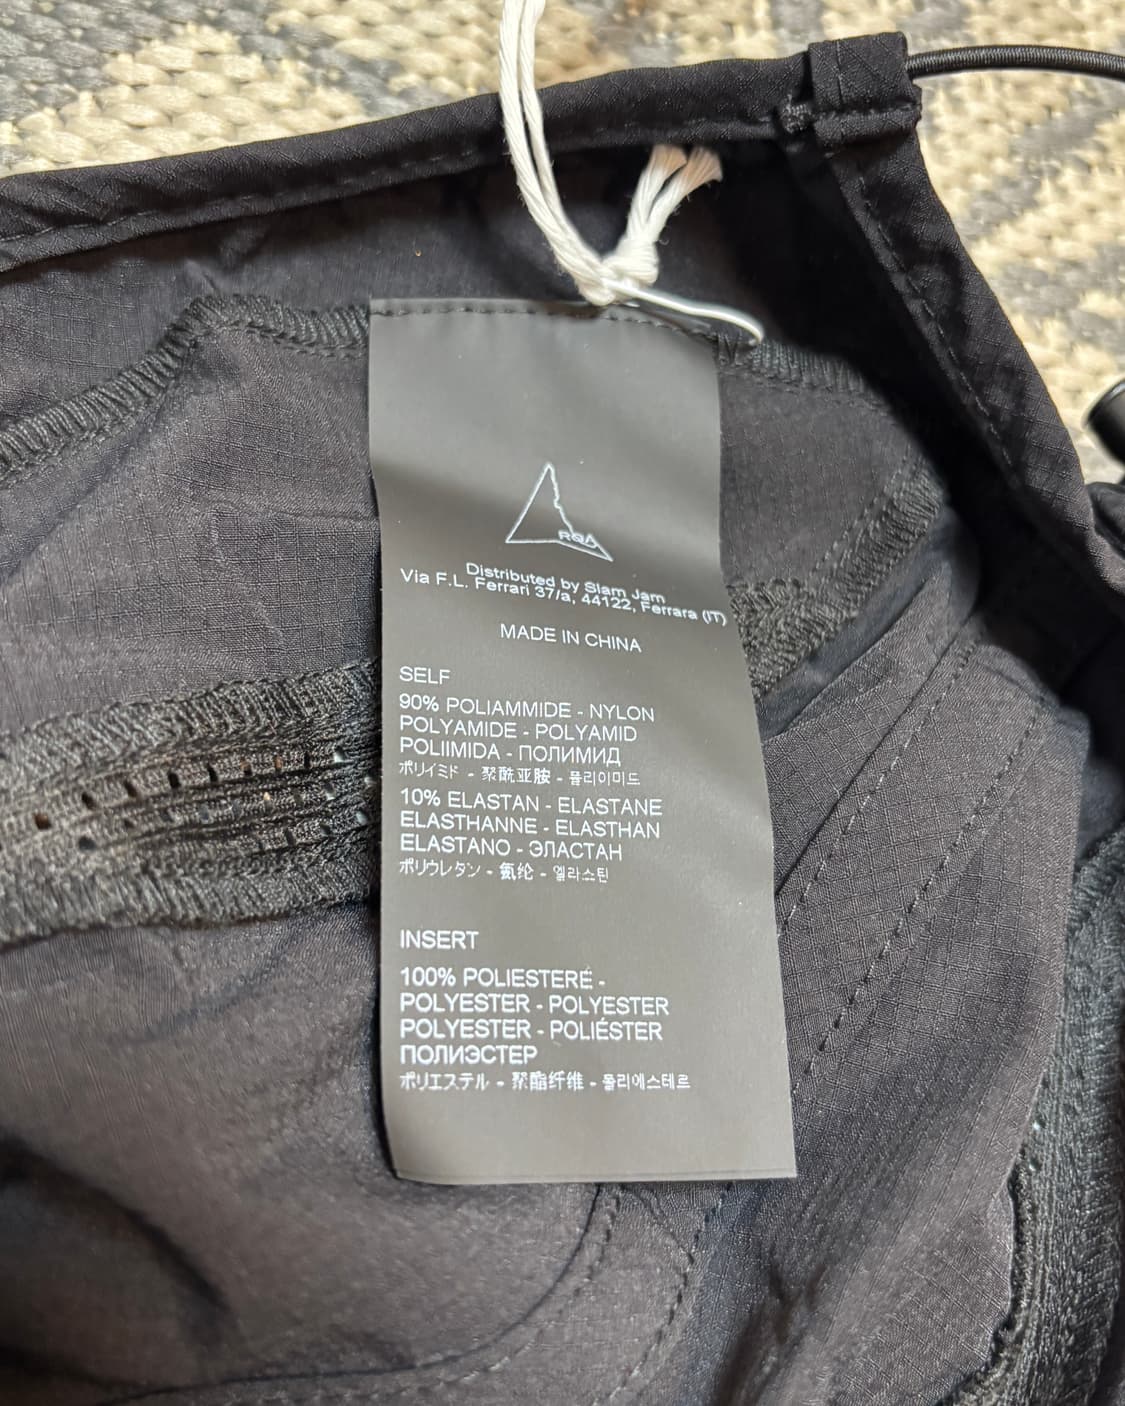 ROA
Distributed by Slam Jam
Via F.L. Ferrari 37/a, 44122, Ferrara (IT)
MADE IN CHINA
SELF
90% POLIAMMIDE - NYLON
POLYAMIDE - POLYAMID
POLIIMIDA - ПОЛИМИД
ポリイミド - 聚酰亚胺 - 폴리이미드
10% ELASTAN - ELASTANE
ELASTHANNE - ELASTHAN
ELASTANO - ЭЛАСТАН
ポリウレタン - 氨纶 - 엘라스틴
INSERT
100% POLIESTERE -
POLYESTER - POLYESTER
POLYESTER - POLIÉSTER
ПОЛИЭСТЕР
ポリエステル - 聚酯纤维 - 폴리에스테르